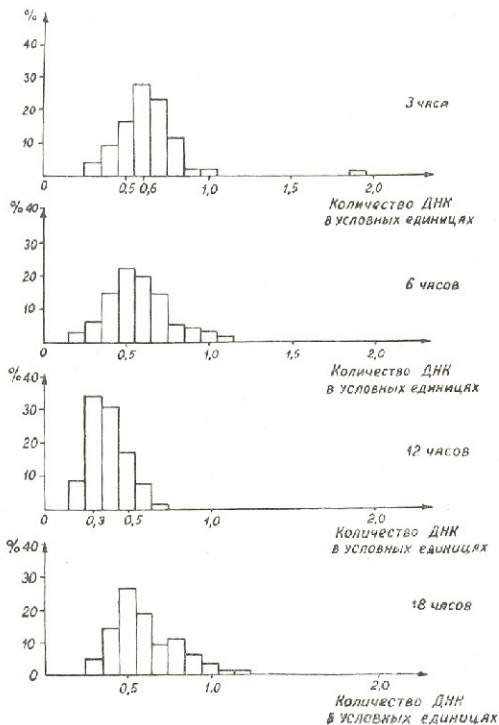 %
40
30
20
10
3 часа
0 0,5 0,6 1,0 1,5 2,0
Количество ДНК
в условных единицах
% 40
30
20
10
6 часов
0 0,5 1,0 1,5 2,0
Количество ДНК
в условных единицах
% 40
30
20
10
12 часов
0 0,3 0,5 1,0 2,0
Количество ДНК
в условных единицах
% 40
30
20
10
18 часов
0 0,5 1.0 2,0
Количество ДНК
в условных единицах